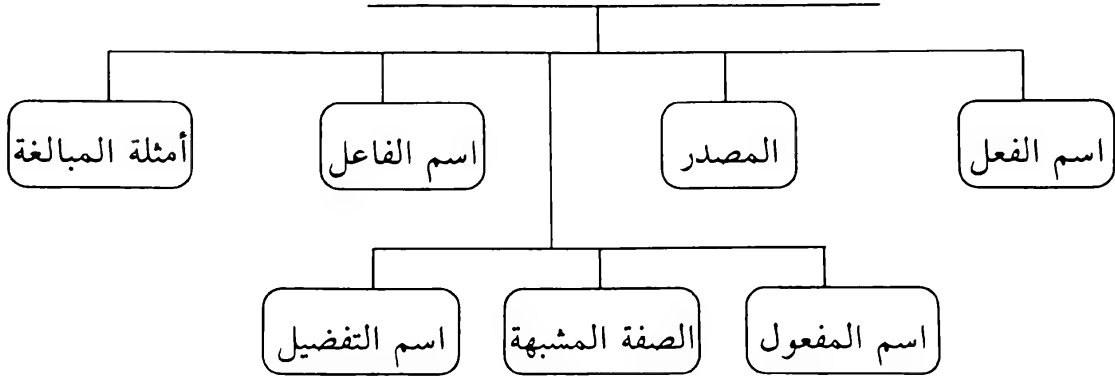 اسم الفعل
المصدر
اسم الفاعل
أمثلة المبالغة
اسم المفعول
الصفة المشبهة
اسم التفضيل